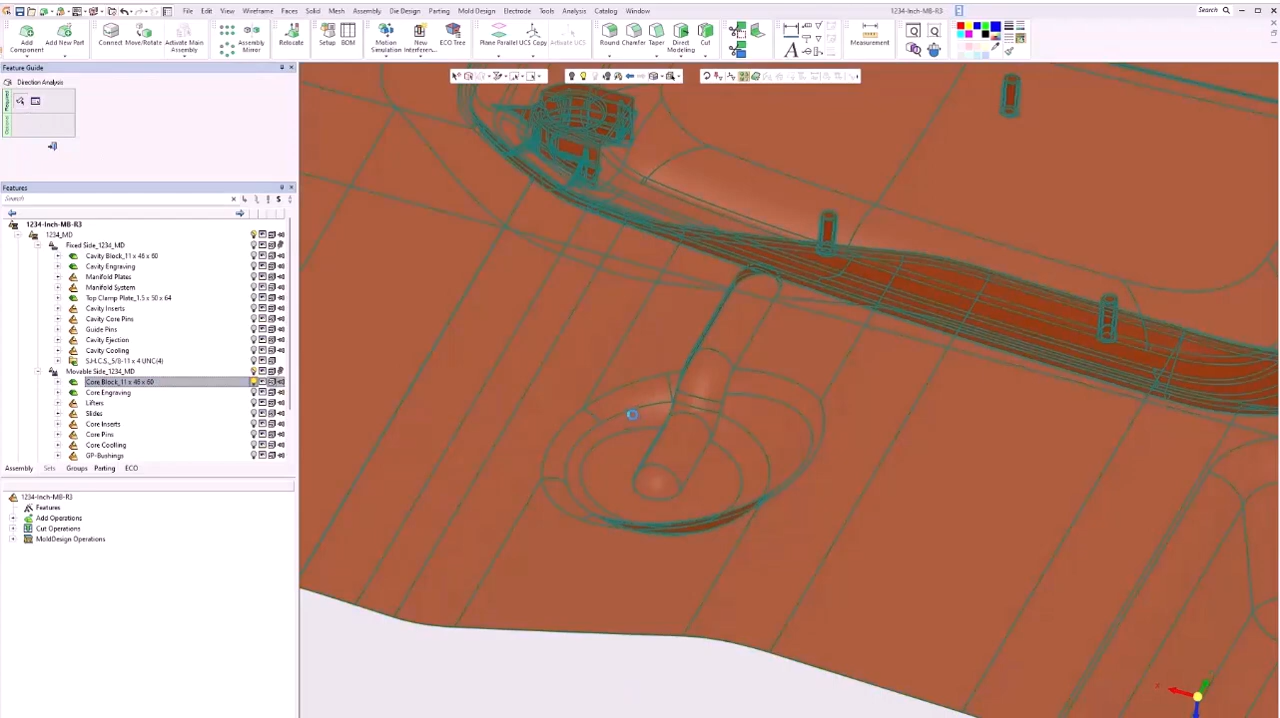 File Edit View Wireframe Faces Solid Mesh Assembly Die Design Parting Mold Design Electrode Tools Analysis Catalog Window
1234-Inch-MB-R3
Search
Add Component
Add New Part
Connect
Move/Rotate
Activate Main Assembly
Assembly Mirror
Relocate
Setup
BOM
Motion Simulation
New Interferen...
ECO Tree
Plane Parallel
UCS Copy
Activate UCS
Round
Chamfer
Taper
Direct Modeling
Cut
Measurement
Feature Guide
Direction Analysis
Required
Optional
Features
Search
1234-Inch-MB-R3
1234_MD
Fixed Side_1234_MD
Cavity Block_11 x 46 x 60
Cavity Engraving
Manifold Plates
Manifold System
Top Clamp Plate_1.5 x 50 x 64
Cavity Inserts
Cavity Core Pins
Guide Pins
Cavity Ejection
Cavity Cooling
S.H.C.S._5/8-11 x 4 UNC(4)
Movable Side_1234_MD
Core Block_11 x 46 x 60
Core Engraving
Lifters
Slides
Core Inserts
Core Pins
Core Coolling
GP-Bushings
Assembly Sets Groups Parting ECO
1234-Inch-MB-R3
Features
Add Operations
Cut Operations
MoldDesign Operations